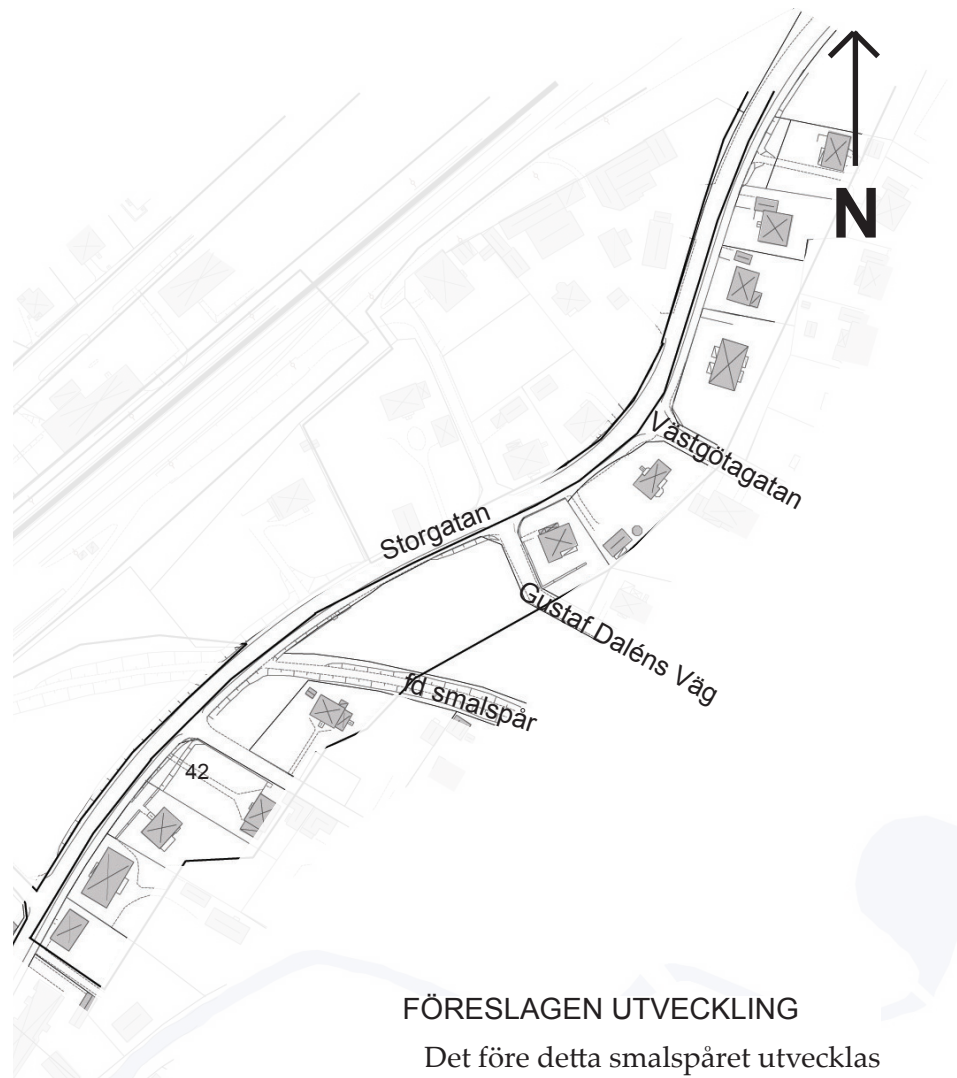 N
Västgötagatan
Storgatan
Gustaf Daléns Väg
fd smalspår
42
FÖRESLAGEN UTVECKLING
Det före detta smalspåret utvecklas